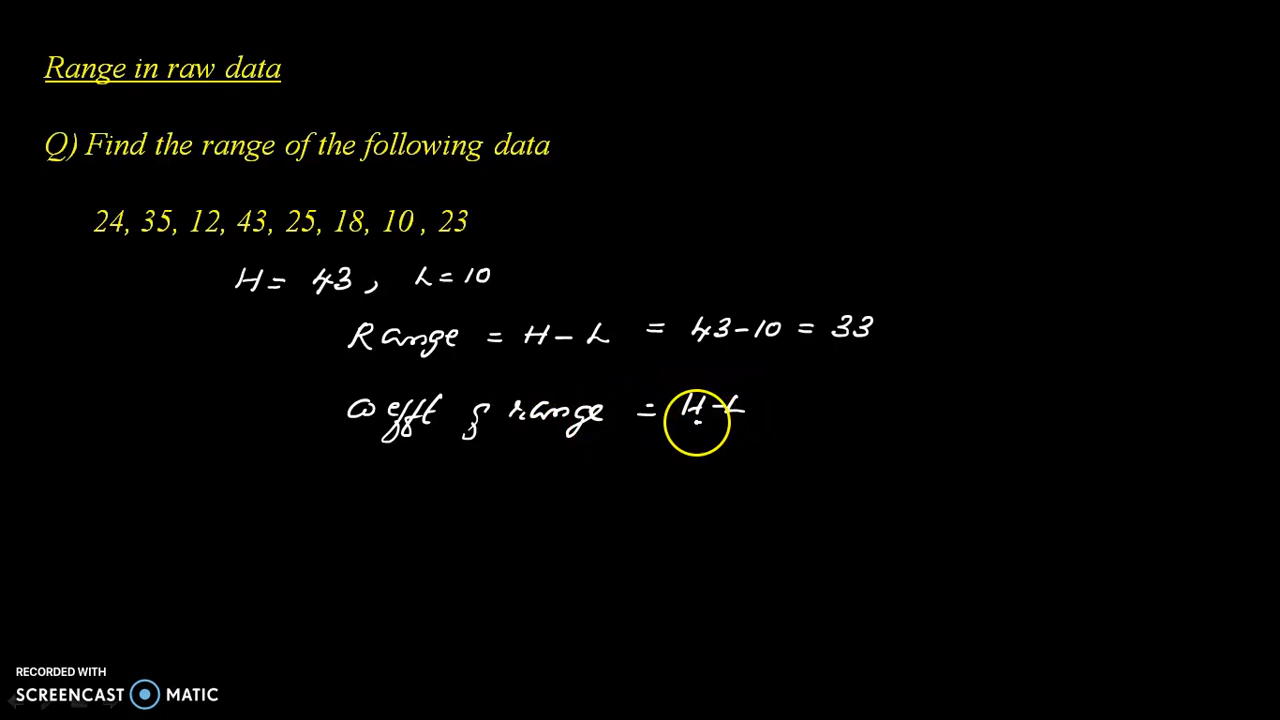 Range in raw data
Q) Find the range of the following data
24, 35, 12, 43, 25, 18, 10 , 23
H = 43 , L = 10
Range = H - L = 43 - 10 = 33
Coefft of range = H - L
RECORDED WITH
SCREENCAST MATIC